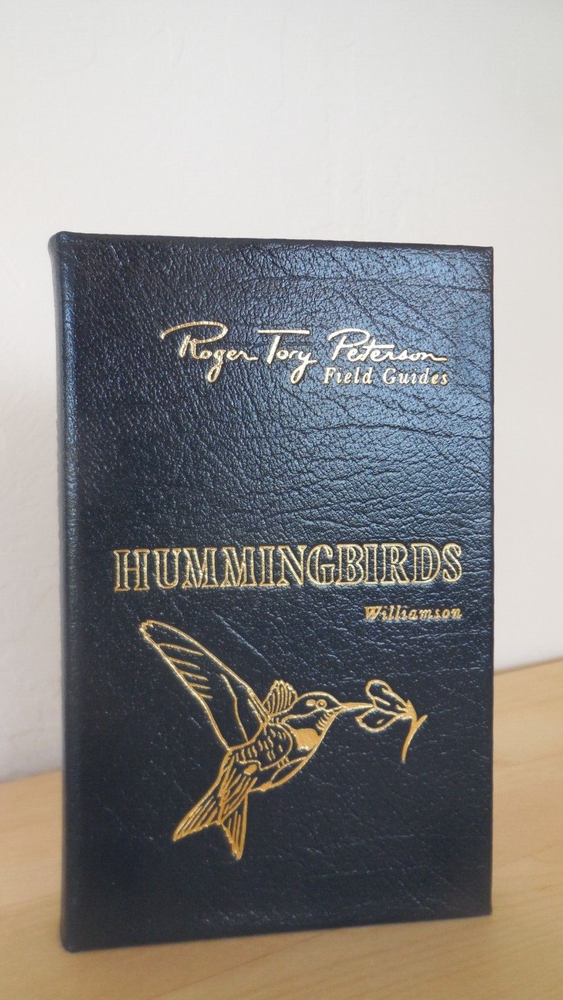 Roger Tory Peterson
Field Guides
HUMMINGBIRDS
Williamson